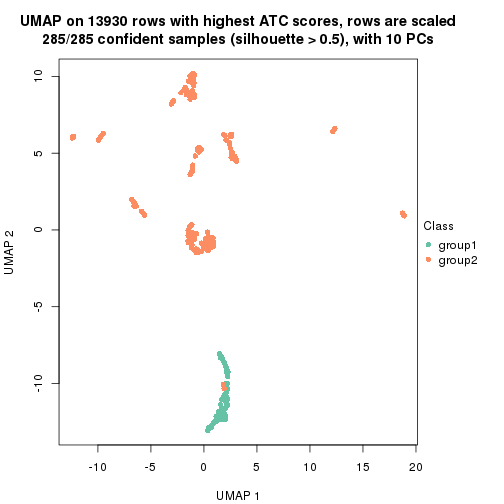 UMAP on 13930 rows with highest ATC scores, rows are scaled
285/285 confident samples (silhouette > 0.5), with 10 PCs
10
5
0
-5
-10
UMAP 2
-10
-5
0
5
10
15
20
UMAP 1
Class
group1
group2